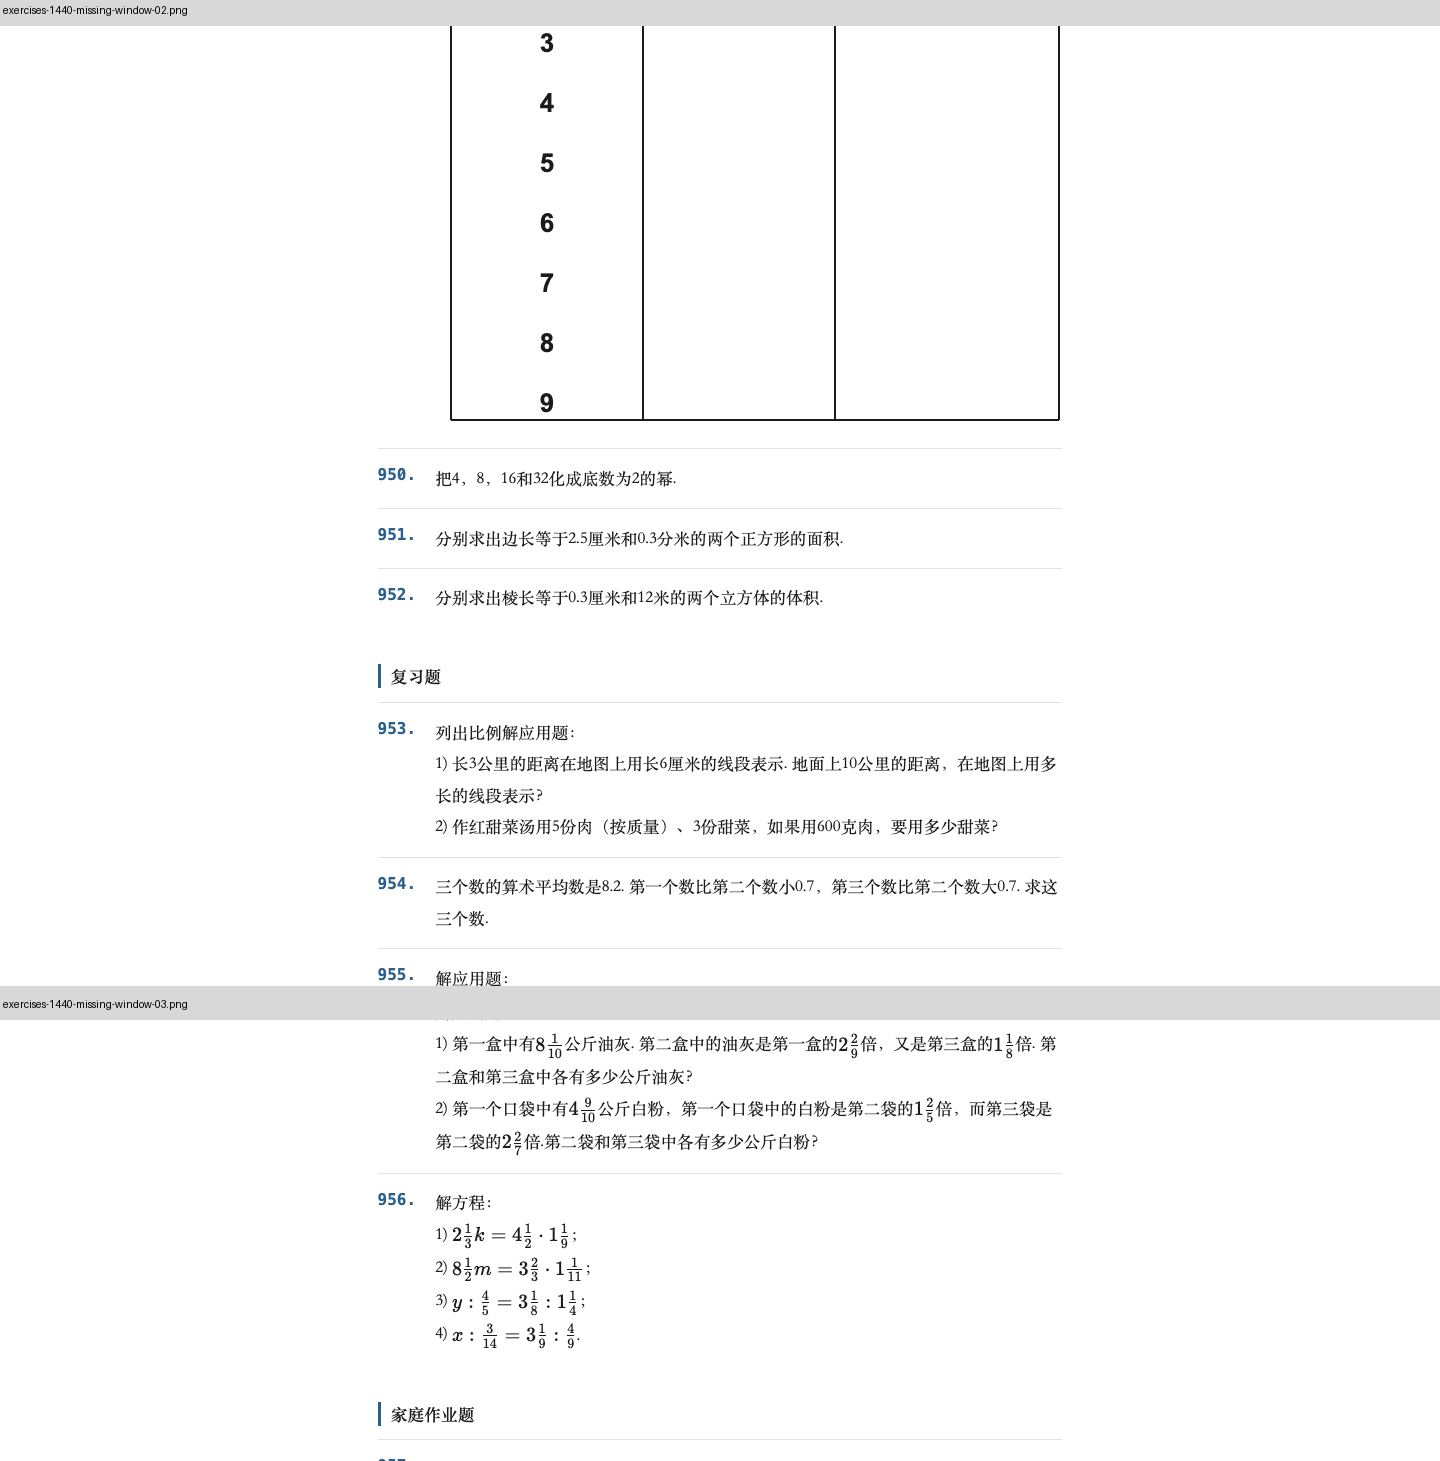 exercises-1440-missing-window-02.png
3
4
5
6
7
8
9
950. 把4，8，16和32化成底数为2的幂.
951. 分别求出边长等于2.5厘米和0.3分米的两个正方形的面积.
952. 分别求出棱长等于0.3厘米和12米的两个立方体的体积.
复习题
953. 列出比例解应用题：
1) 长3公里的距离在地图上用长6厘米的线段表示. 地面上10公里的距离，在地图上用多
长的线段表示?
2) 作红甜菜汤用5份肉（按质量）、3份甜菜，如果用600克肉，要用多少甜菜?
954. 三个数的算术平均数是8.2. 第一个数比第二个数小0.7，第三个数比第二个数大0.7. 求这
三个数.
955. 解应用题：
exercises-1440-missing-window-03.png
1) 第一盒中有8 1/10公斤油灰. 第二盒中的油灰是第一盒的2 2/9倍，又是第三盒的1 1/8倍. 第
二盒和第三盒中各有多少公斤油灰?
2) 第一个口袋中有4 9/10公斤白粉，第一个口袋中的白粉是第二袋的1 2/5倍，而第三袋是
第二袋的2 2/7倍.第二袋和第三袋中各有多少公斤白粉?
956. 解方程：
1) 2 1/3 k = 4 1/2 · 1 1/9；
2) 8 1/2 m = 3 2/3 · 1 1/11；
3) y : 4/5 = 3 1/8 : 1 1/4；
4) x : 3/14 = 3 1/9 : 4/9.
家庭作业题